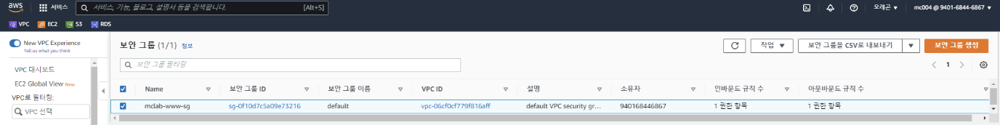 aws 서비스 서비스, 기능, 블로그, 설명서 등을 검색합니다. [Alt+S] 오레곤 mc004 @ 9401-6844-6867
VPC EC2 S3 RDS
New VPC Experience
Tell us what you think
VPC 대시보드
EC2 Global View New
VPC로 필터링:
VPC 선택
보안 그룹 (1/1) 정보 작업 보안 그룹을 CSV로 내보내기 보안 그룹 생성
보안 그룹 필터링 1
Name 보안 그룹 ID 보안 그룹 이름 VPC ID 설명 소유자 인바운드 규칙 수 아웃바운드 규칙 수
mclab-www-sg sg-0f10d7c5a09e73216 default vpc-06cf0cf779f816aff default VPC security gr... 940168446867 1 권한 항목 1 권한 항목